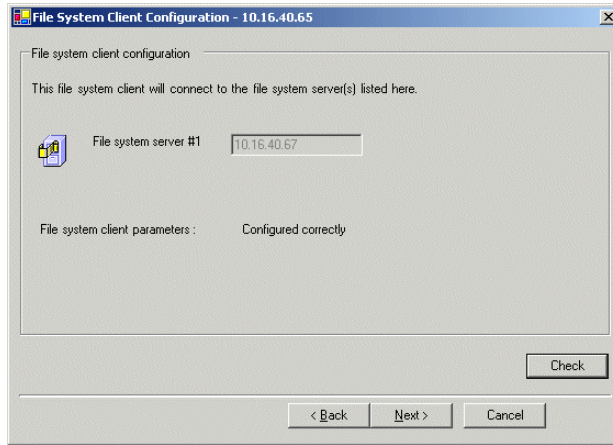 File System Client Configuration - 10.16.40.65
File system client configuration
This file system client will connect to the file system server(s) listed here.
File system server #1
10.16.40.67
File system client parameters :
Configured correctly
Check
< Back
Next >
Cancel